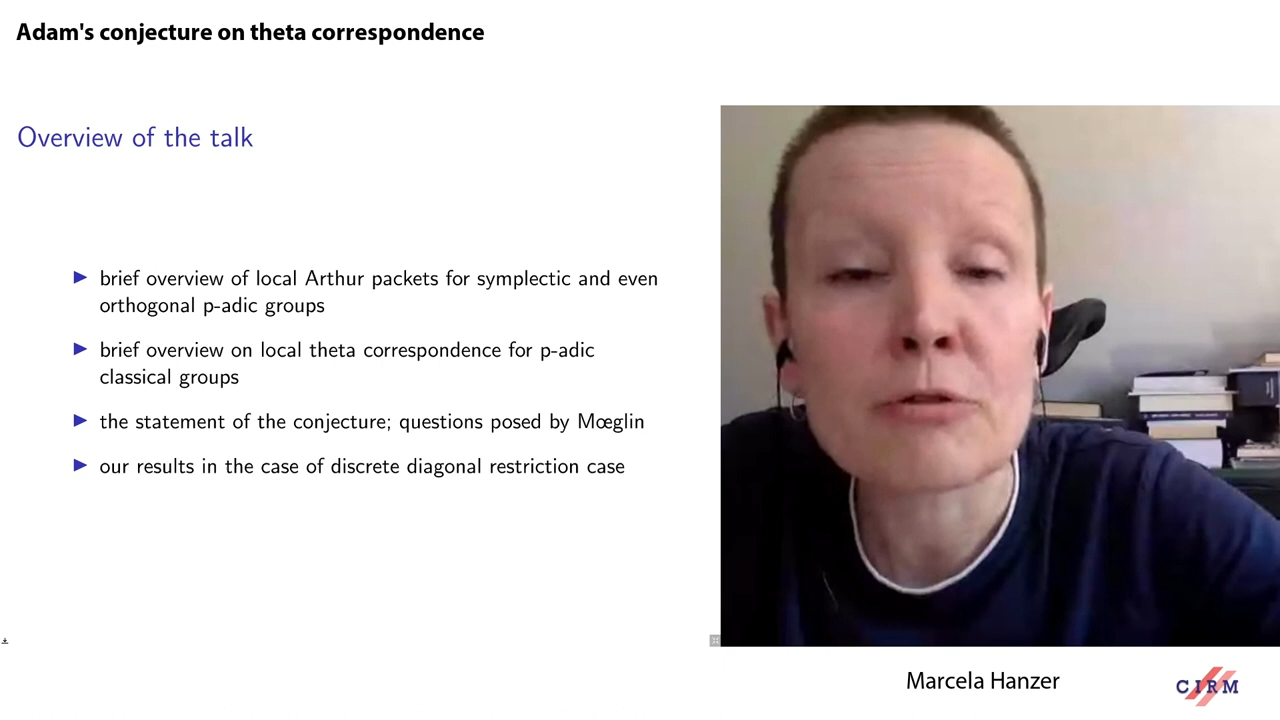 Adam's conjecture on theta correspondence
Overview of the talk
brief overview of local Arthur packets for symplectic and even
orthogonal p-adic groups
brief overview on local theta correspondence for p-adic
classical groups
the statement of the conjecture; questions posed by Mœglin
our results in the case of discrete diagonal restriction case
Marcela Hanzer
CIRM